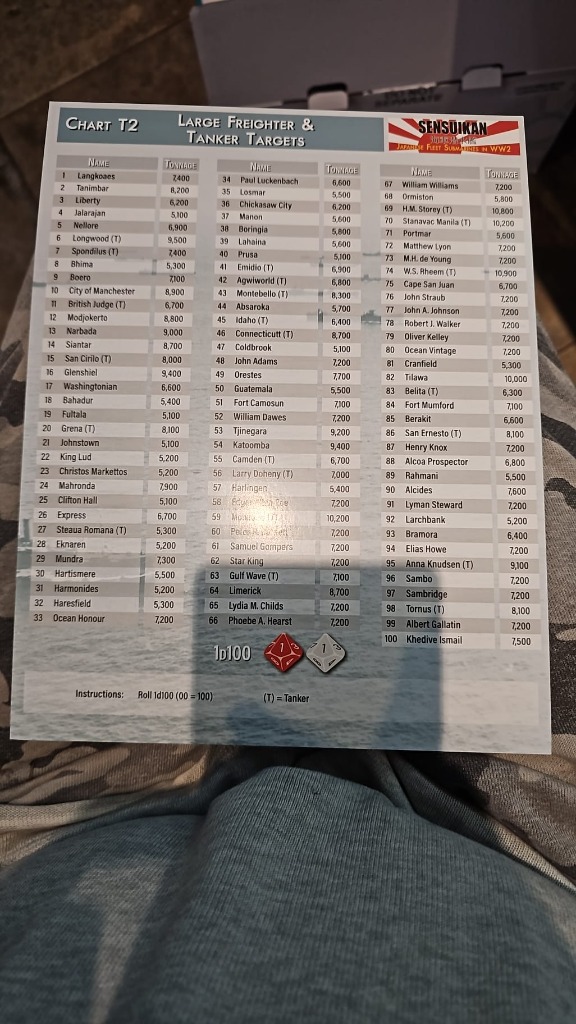 CHART T2
LARGE FREIGHTER &
TANKER TARGETS
SENSUIKAN
JAPANESE FLEET SUBMARINES IN WW2
NAME TONNAGE
1 Langkoaes 7,400
2 Tanimbar 8,200
3 Liberty 6,200
4 Jalarajan 5,100
5 Nellore 6,900
6 Longwood (T) 9,500
7 Spondilus (T) 7,400
8 Bhima 5,300
9 Boero 7,100
10 City of Manchester 8,900
11 British Judge (T) 6,700
12 Modjokerto 8,800
13 Narbada 9,000
14 Siantar 8,700
15 San Cirilo (T) 8,000
16 Glenshiel 9,400
17 Washingtonian 6,600
18 Bahadur 5,400
19 Fultala 5,100
20 Grena (T) 8,100
21 Johnstown 5,100
22 King Lud 5,200
23 Christos Markettos 5,200
24 Mahronda 7,900
25 Clifton Hall 5,100
26 Express 6,700
27 Steaua Romana (T) 5,300
28 Eknaren 5,200
29 Mundra 7,300
30 Hartismere 5,500
31 Harmonides 5,200
32 Haresfield 5,300
33 Ocean Honour 7,200
NAME TONNAGE
34 Paul Luckenbach 6,600
35 Losmar 5,500
36 Chickasaw City 6,200
37 Manon 5,600
38 Boringia 5,800
39 Lahaina 5,600
40 Prusa 5,100
41 Emidio (T) 6,900
42 Agwiworld (T) 6,800
43 Montebello (T) 8,300
44 Absaroka 5,700
45 Idaho (T) 6,400
46 Connecticutt (T) 8,700
47 Coldbrook 5,100
48 John Adams 7,200
49 Orestes 7,700
50 Guatemala 5,500
51 Fort Camosun 7,100
52 William Dawes 7,200
53 Tjinegara 9,200
54 Katoomba 9,400
55 Camden (T) 6,700
56 Larry Doheny (T) 7,000
57 Harlingen 5,400
58 7,200
59 10,200
60 7,200
61 Samuel Gompers 7,200
62 Star King 7,200
63 Gulf Wave (T) 7,100
64 Limerick 8,700
65 Lydia M. Childs 7,200
66 Phoebe A. Hearst 7,200
NAME TONNAGE
67 William Williams 7,200
68 Ormiston 5,800
69 H.M. Storey (T) 10,800
70 Stanavac Manila (T) 10,200
71 Portmar 5,600
72 Matthew Lyon 7,200
73 M.H. de Young 7,200
74 W.S. Rheem (T) 10,900
75 Cape San Juan 6,700
76 John Straub 7,200
77 John A. Johnson 7,200
78 Robert J. Walker 7,200
79 Oliver Kelley 7,200
80 Ocean Vintage 7,200
81 Cranfield 5,300
82 Tilawa 10,000
83 Belita (T) 6,300
84 Fort Mumford 7,100
85 Berakit 6,600
86 San Ernesto (T) 8,100
87 Henry Knox 7,200
88 Alcoa Prospector 6,800
89 Rahmani 5,500
90 Alcides 7,600
91 Lyman Steward 7,200
92 Larchbank 5,200
93 Bramora 6,400
94 Elias Howe 7,200
95 Anna Knudsen (T) 9,100
96 Sambo 7,200
97 Sambridge 7,200
98 Tornus (T) 8,100
99 Albert Gallatin 7,200
100 Khedive Ismail 7,500
1D100
Instructions: Roll 1d100 (00 = 100) (T) = Tanker